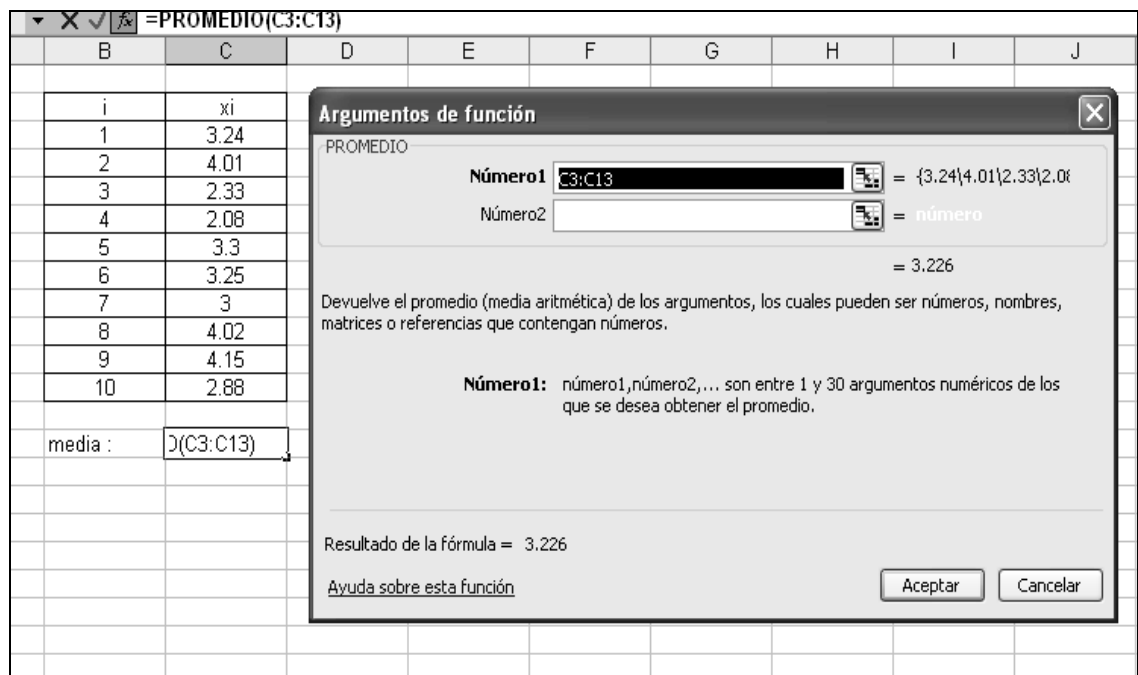 =PROMEDIO(C3:C13)
B C D E F G H I J
i xi
1 3.24
2 4.01
3 2.33
4 2.08
5 3.3
6 3.25
7 3
8 4.02
9 4.15
10 2.88
media : O(C3:C13)
Argumentos de función
PROMEDIO
Número1 C3:C13 = {3.24\4.01\2.33\2.08
Número2 = número
= 3.226
Devuelve el promedio (media aritmética) de los argumentos, los cuales pueden ser números, nombres,
matrices o referencias que contengan números.
Número1: número1,número2,... son entre 1 y 30 argumentos numéricos de los
que se desea obtener el promedio.
Resultado de la fórmula = 3.226
Ayuda sobre esta función
Aceptar Cancelar